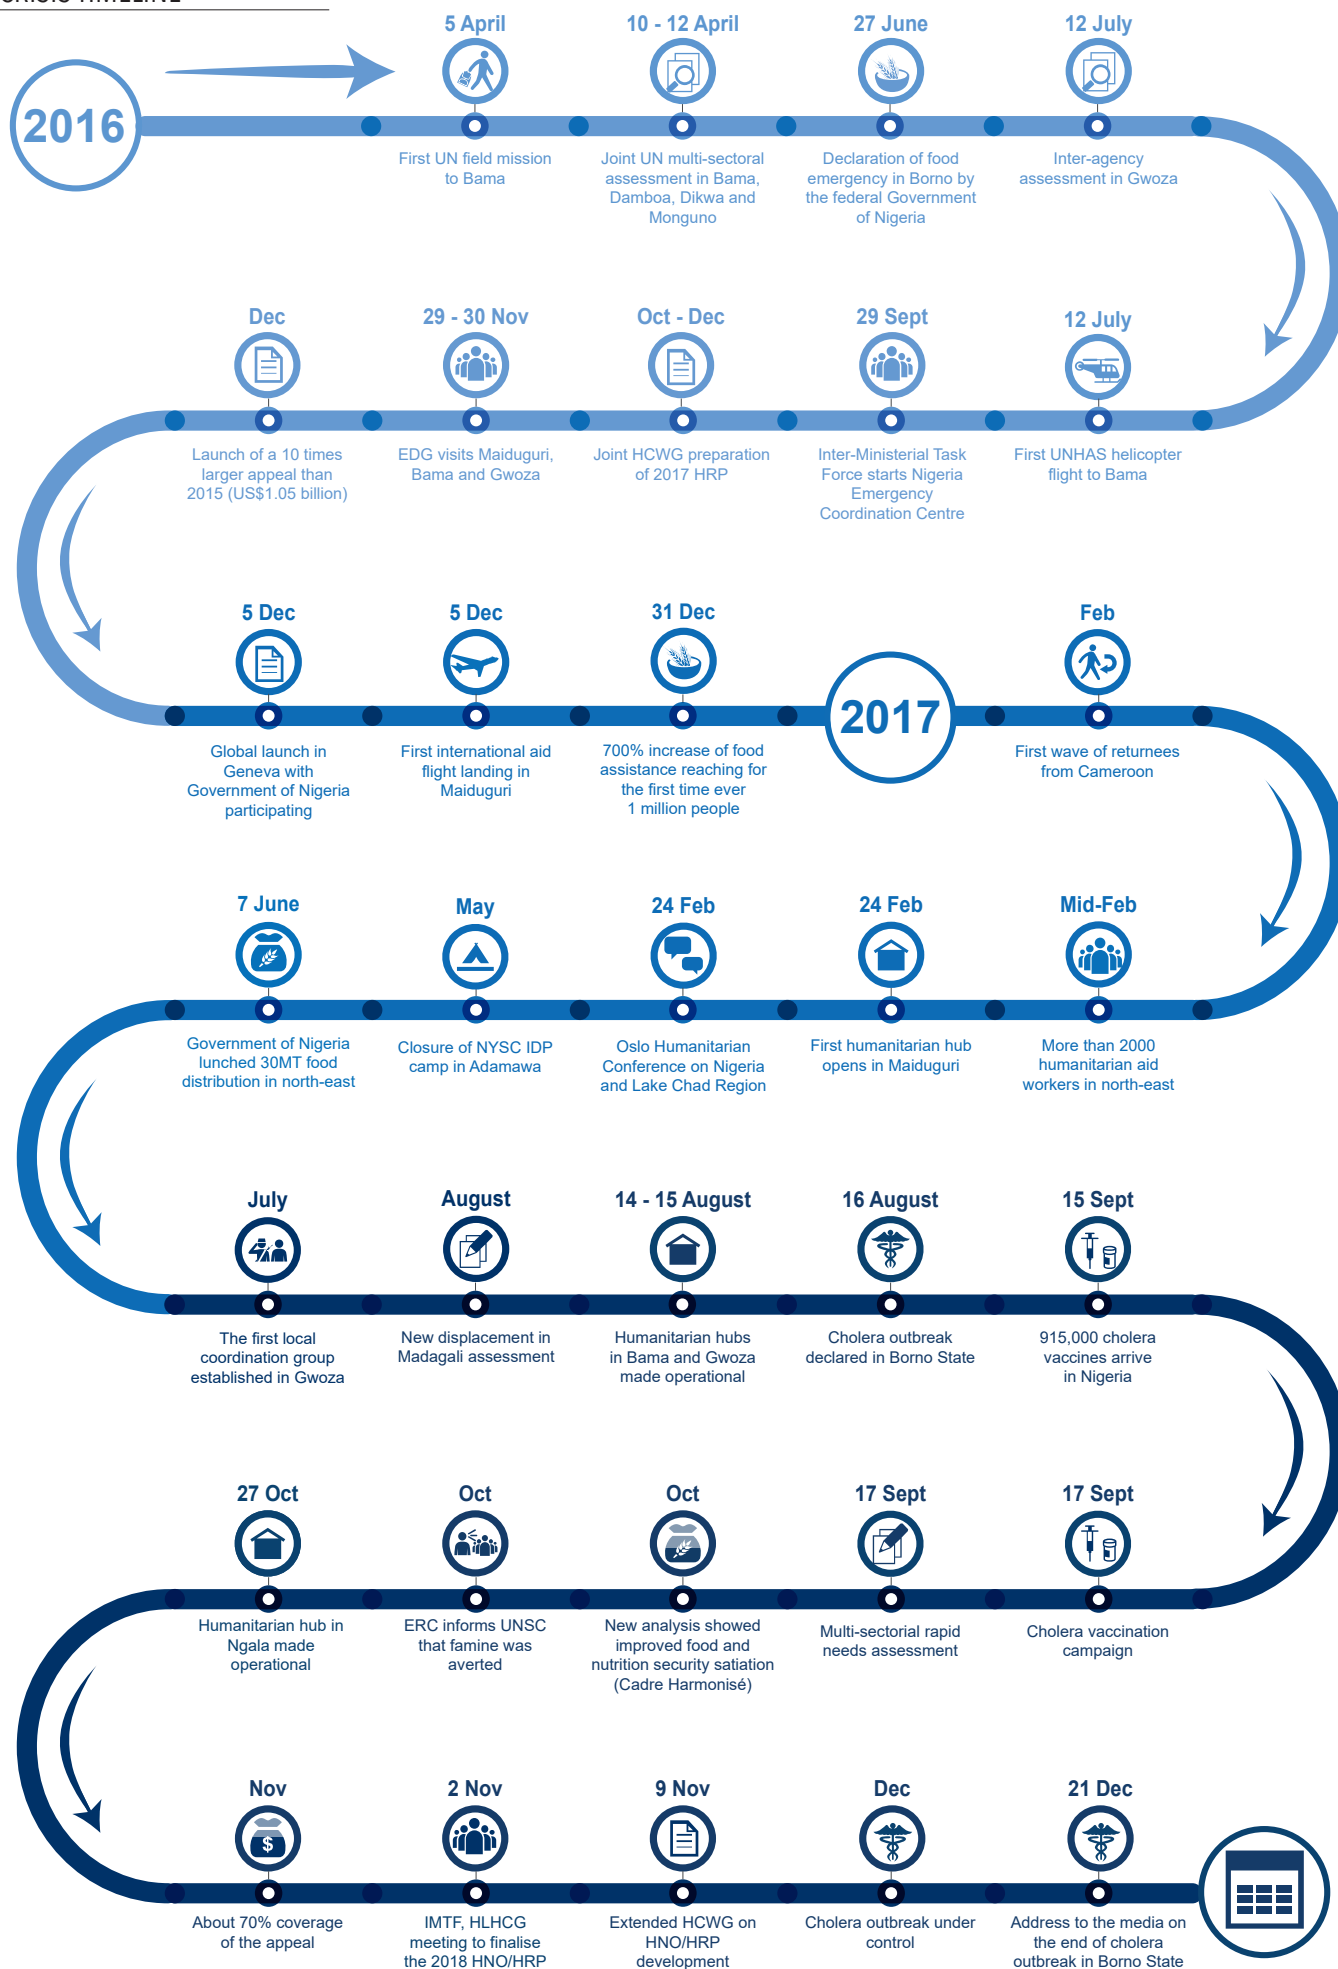 CRISIS TIMELINE
2016
5 April
First UN field mission
to Bama
10 - 12 April
Joint UN multi-sectoral
assessment in Bama,
Damboa, Dikwa and
Monguno
27 June
Declaration of food
emergency in Borno by
the federal Government
of Nigeria
12 July
Inter-agency
assessment in Gwoza
12 July
First UNHAS helicopter
flight to Bama
29 Sept
Inter-Ministerial Task
Force starts Nigeria
Emergency
Coordination Centre
Oct - Dec
Joint HCWG preparation
of 2017 HRP
29 - 30 Nov
EDG visits Maiduguri,
Bama and Gwoza
Dec
Launch of a 10 times
larger appeal than
2015 (US$1.05 billion)
5 Dec
Global launch in
Geneva with
Government of Nigeria
participating
5 Dec
First international aid
flight landing in
Maiduguri
31 Dec
700% increase of food
assistance reaching for
the first time ever
1 million people
2017
Feb
First wave of returnees
from Cameroon
Mid-Feb
More than 2000
humanitarian aid
workers in north-east
24 Feb
First humanitarian hub
opens in Maiduguri
24 Feb
Oslo Humanitarian
Conference on Nigeria
and Lake Chad Region
May
Closure of NYSC IDP
camp in Adamawa
7 June
Government of Nigeria
lunched 30MT food
distribution in north-east
July
The first local
coordination group
established in Gwoza
August
New displacement in
Madagali assessment
14 - 15 August
Humanitarian hubs
in Bama and Gwoza
made operational
16 August
Cholera outbreak
declared in Borno State
15 Sept
915,000 cholera
vaccines arrive
in Nigeria
17 Sept
Cholera vaccination
campaign
17 Sept
Multi-sectorial rapid
needs assessment
Oct
New analysis showed
improved food and
nutrition security satiation
(Cadre Harmonisé)
Oct
ERC informs UNSC
that famine was
averted
27 Oct
Humanitarian hub in
Ngala made
operational
Nov
$
About 70% coverage
of the appeal
2 Nov
IMTF, HLHCG
meeting to finalise
the 2018 HNO/HRP
9 Nov
Extended HCWG on
HNO/HRP
development
Dec
Cholera outbreak under
control
21 Dec
Address to the media on
the end of cholera
outbreak in Borno State